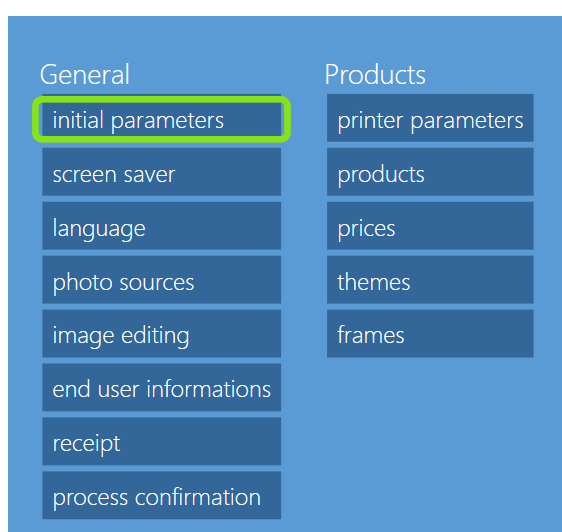 General
initial parameters
screen saver
language
photo sources
image editing
end user informations
receipt
process confirmation
Products
printer parameters
products
prices
themes
frames